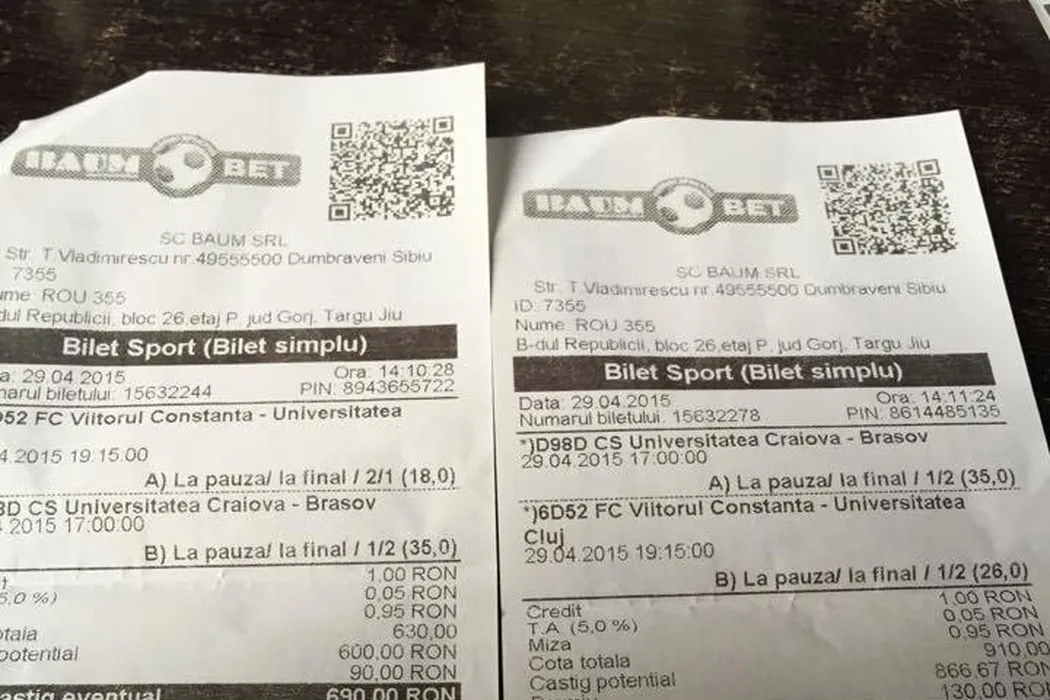 BAUM BET
SC BAUM SRL
Str. T.Vladimirescu nr.49555500 Dumbraveni Sibiu
7355
ume ROU 355
dul Republicii, bloc 26,etaj P, jud Gorj, Targu Jiu
Bilet Sport (Bilet simplu)
a: 29.04.2015 Ora: 14:10:28
marul biletului: 15632244 PIN: 8943655722
052 FC Viitorul Constanta - Universitatea
4.2015 19:15:00
A) La pauza/ la final / 2/1 (18,0)
8D CS Universitatea Craiova - Brasov
.2015 17:00:00
B) La pauza/ la final / 1/2 (35,0)
t 1,00 RON
5,0 %) 0,05 RON
0,95 RON
otala 630,00
potential 600,00 RON
90,00 RON
astig eventual 690,00 RON
BAUM BET
SC BAUM SRL
Str. T.Vladimirescu nr.49555500 Dumbraveni Sibiu
ID: 7355
Nume: ROU 355
B-dul Republicii, bloc 26,etaj P, jud Gorj, Targu Jiu
Bilet Sport (Bilet simplu)
Data: 29.04.2015 Ora: 14:11:24
Numarul biletului: 15632278 PIN: 8614485135
*)D98D CS Universitatea Craiova - Brasov
29.04.2015 17:00:00
A) La pauza/ la final / 1/2 (35,0)
*)6D52 FC Viitorul Constanta - Universitatea
Cluj
29.04.2015 19:15:00
B) La pauza/ la final / 1/2 (26,0)
Credit 1,00 RON
T.A. (5,0 %) 0,05 RON
Miza 0,95 RON
Cota totala 910,00
Castig potential 866,67 RON
130,00 RON